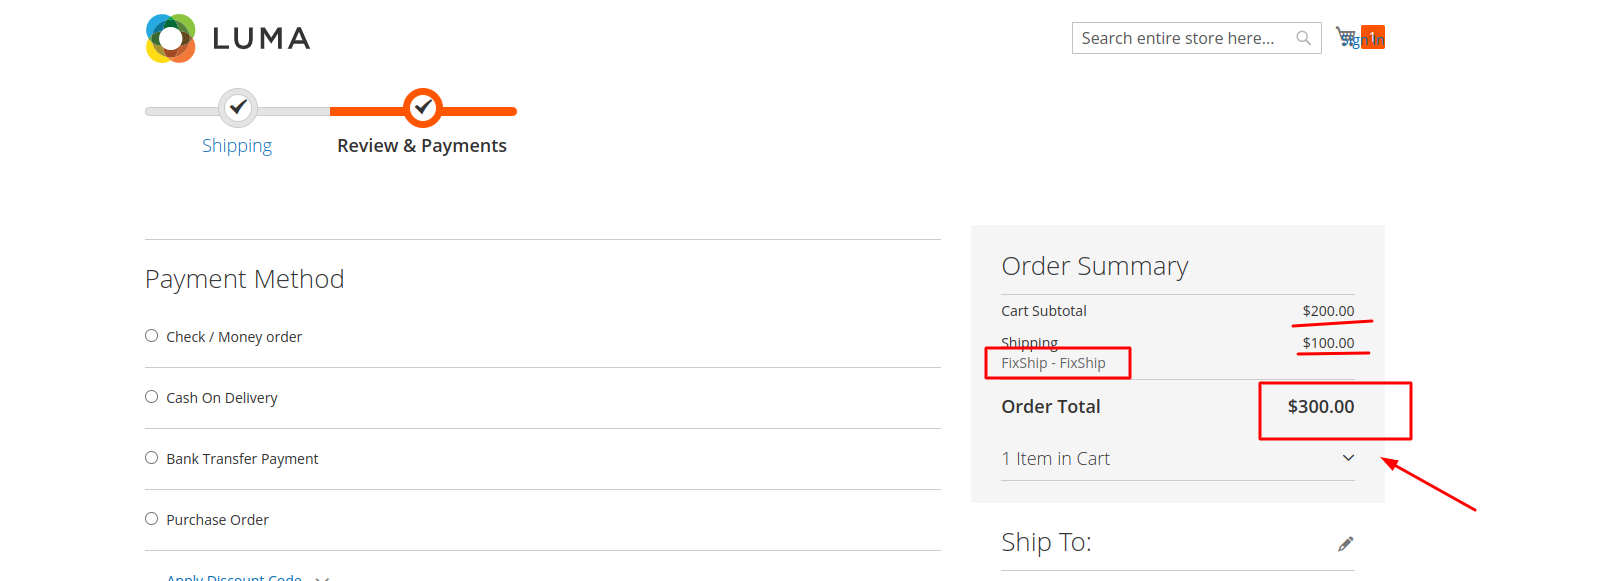 LUMA
Search entire store here...
1
Sign In
Shipping
Review & Payments
Payment Method
Check / Money order
Cash On Delivery
Bank Transfer Payment
Purchase Order
Apply Discount Code
Order Summary
Cart Subtotal $200.00
Shipping $100.00
FixShip - FixShip
Order Total $300.00
1 Item in Cart
Ship To: